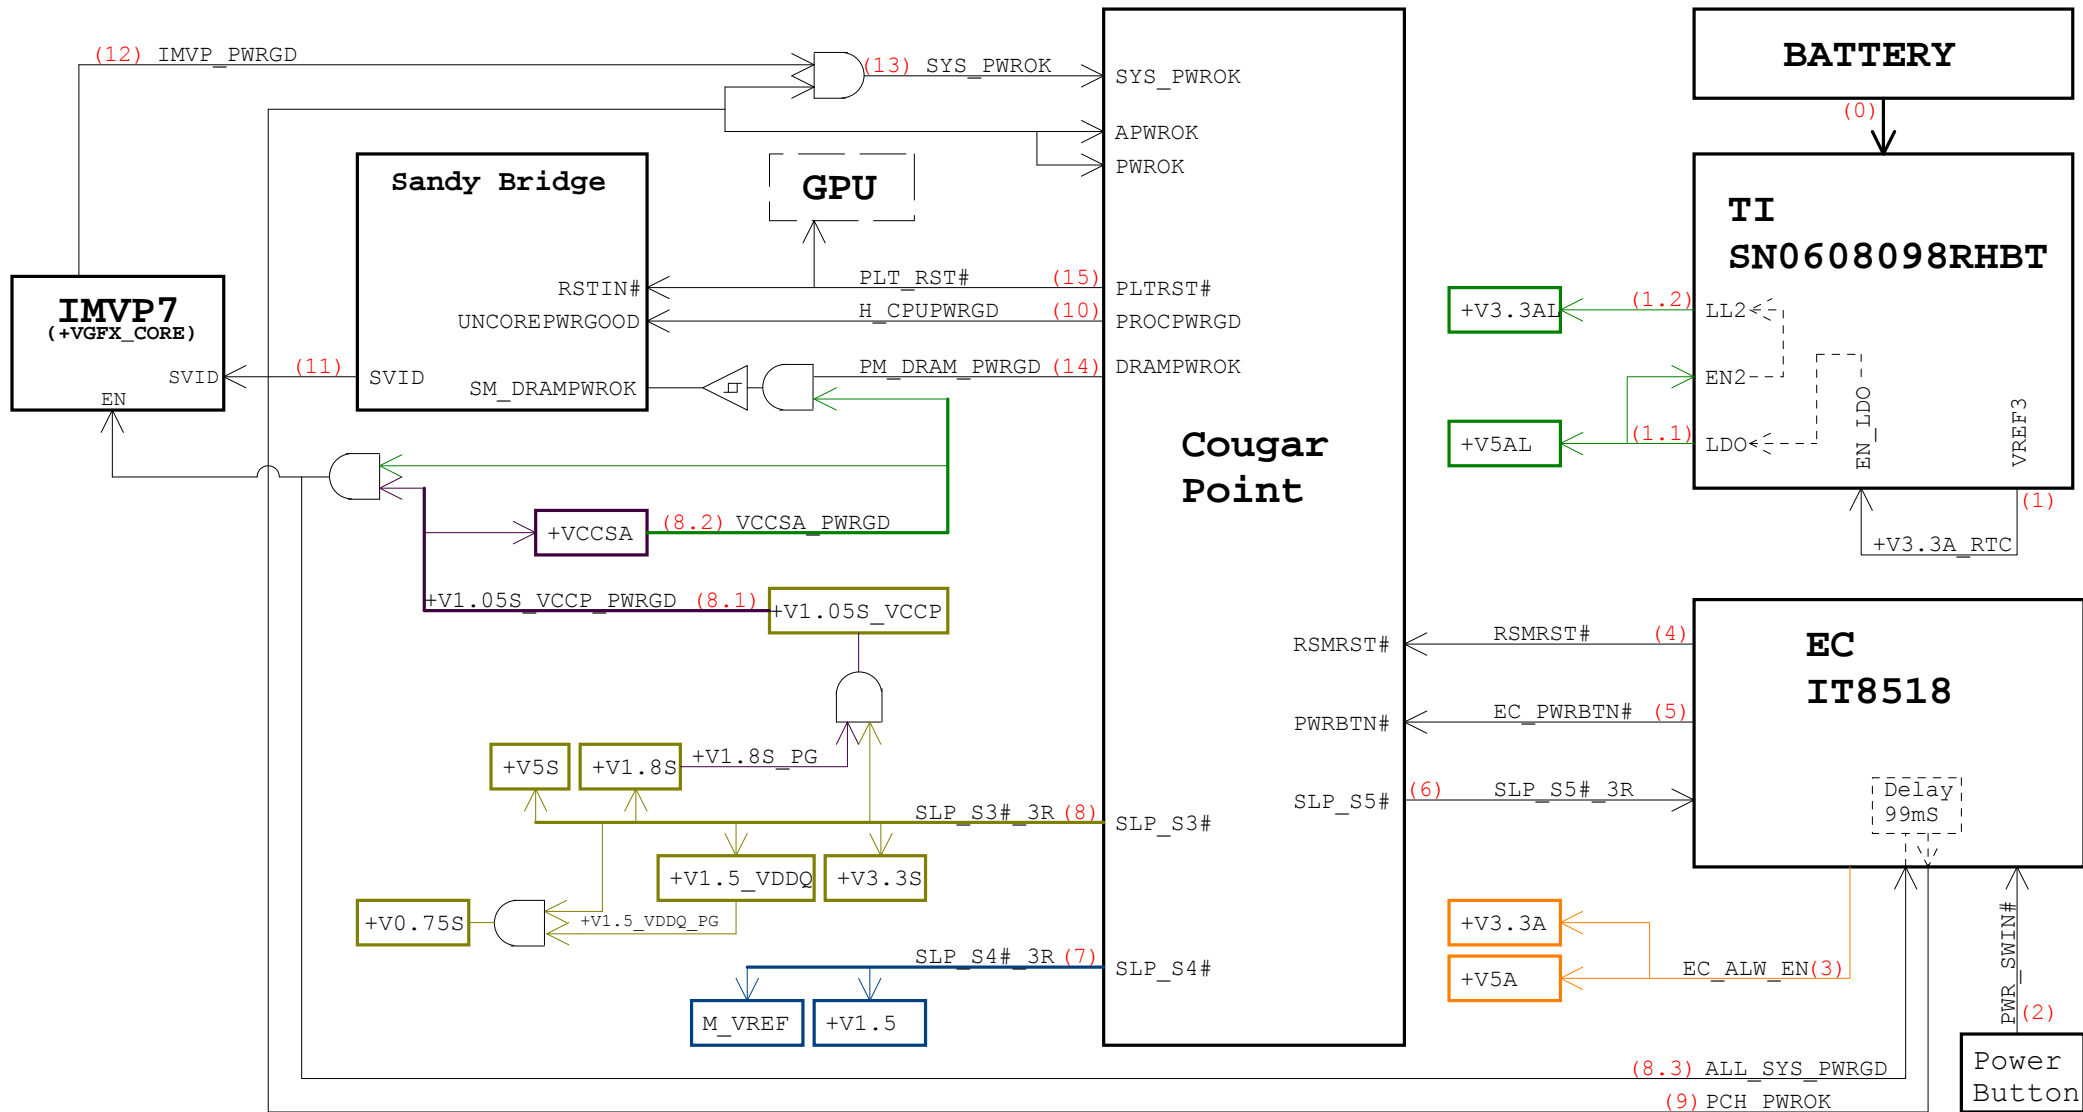 (12) IMVP_PWRGD
(13) SYS_PWROK
SYS_PWROK
APWROK
PWROK
BATTERY
(0)
Sandy Bridge
GPU
TI
SN0608098RHBT
IMVP7
(+VGFX_CORE)
SVID
EN
(11)
SVID
RSTIN#
UNCOREPWRGOOD
SM_DRAMPWROK
PLT_RST# (15)
H_CPUPWRGD (10)
PM_DRAM_PWRGD (14)
PLTRST#
PROCPWRGD
DRAMPWROK
Cougar
Point
+V3.3AL
(1.2)
LL2
EN2
+V5AL
(1.1)
LDO
EN_LDO
VREF3
(1)
+V3.3A_RTC
+VCCSA
(8.2) VCCSA_PWRGD
+V1.05S_VCCP_PWRGD (8.1)
+V1.05S_VCCP
RSMRST#
RSMRST# (4)
EC
IT8518
PWRBTN#
EC_PWRBTN# (5)
+V5S
+V1.8S
+V1.8S_PG
SLP_S5#
(6) SLP_S5#_3R
Delay
99mS
SLP_S3#_3R (8)
SLP_S3#
+V1.5_VDDQ
+V3.3S
+V0.75S
+V1.5_VDDQ_PG
SLP_S4#_3R (7)
SLP_S4#
M_VREF
+V1.5
+V3.3A
+V5A
EC_ALW_EN(3)
PWR_SWIN#
(2)
Power
Button
(8.3) ALL_SYS_PWRGD
(9) PCH_PWROK